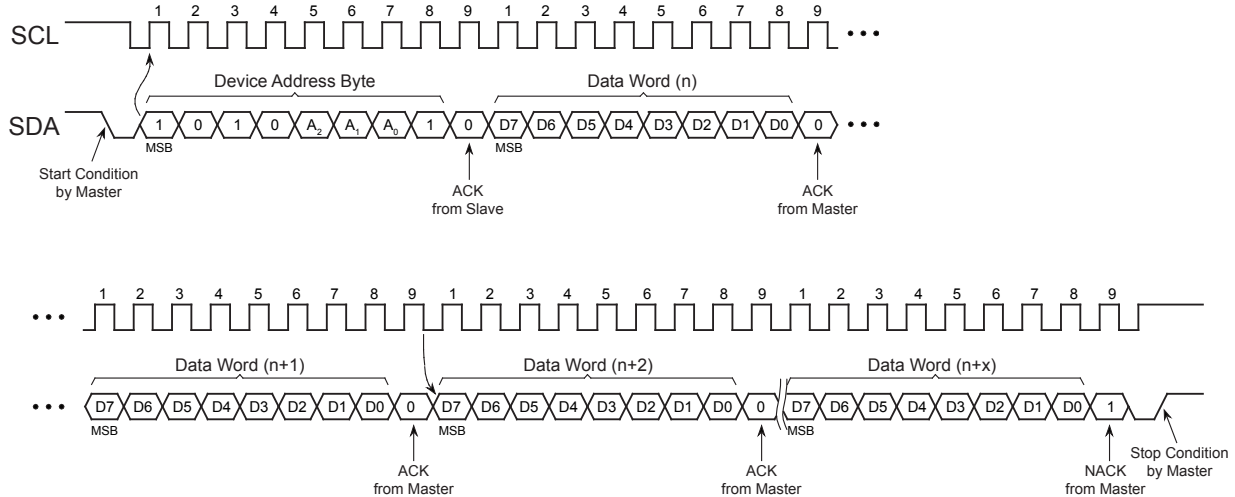 1 2 3 4 5 6 7 8 9 1 2 3 4 5 6 7 8 9
SCL
Device Address Byte Data Word (n)
SDA 1 0 1 0 A₂ A₁ A₀ 1 0 D7 D6 D5 D4 D3 D2 D1 D0 0
MSB MSB
Start Condition
by Master
ACK
from Slave
ACK
from Master
1 2 3 4 5 6 7 8 9 1 2 3 4 5 6 7 8 9 1 2 3 4 5 6 7 8 9
Data Word (n+1) Data Word (n+2) Data Word (n+x)
D7 D6 D5 D4 D3 D2 D1 D0 0 D7 D6 D5 D4 D3 D2 D1 D0 0 D7 D6 D5 D4 D3 D2 D1 D0 1
MSB MSB MSB
ACK
from Master
ACK
from Master
NACK
from Master
Stop Condition
by Master